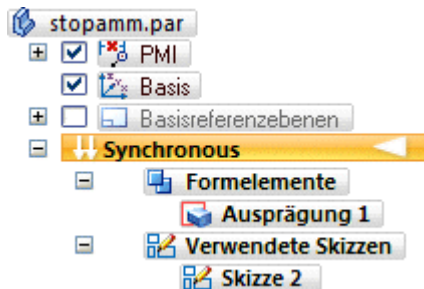 stopamm.par
PMI
Basis
Basisreferenzebenen
Synchronous
Formelemente
Ausprägung 1
Verwendete Skizzen
Skizze 2